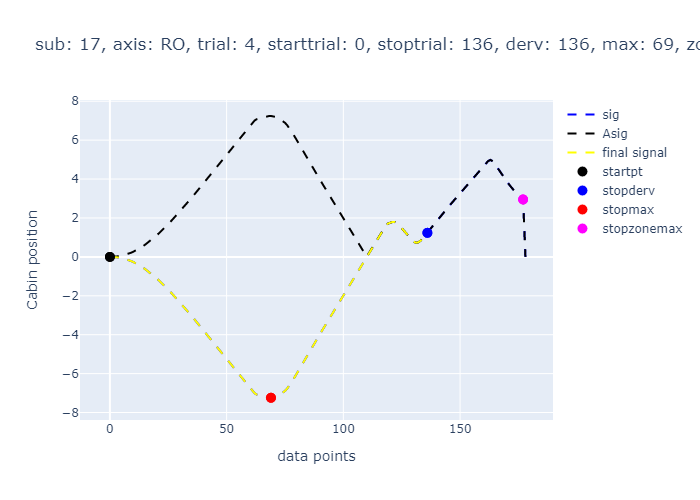 sub: 17, axis: RO, trial: 4, starttrial: 0, stoptrial: 136, derv: 136, max: 69, zo
8
6
4
2
0
−2
−4
−6
−8
Cabin position
0 50 100 150
data points
sig
Asig
final signal
startpt
stopderv
stopmax
stopzonemax